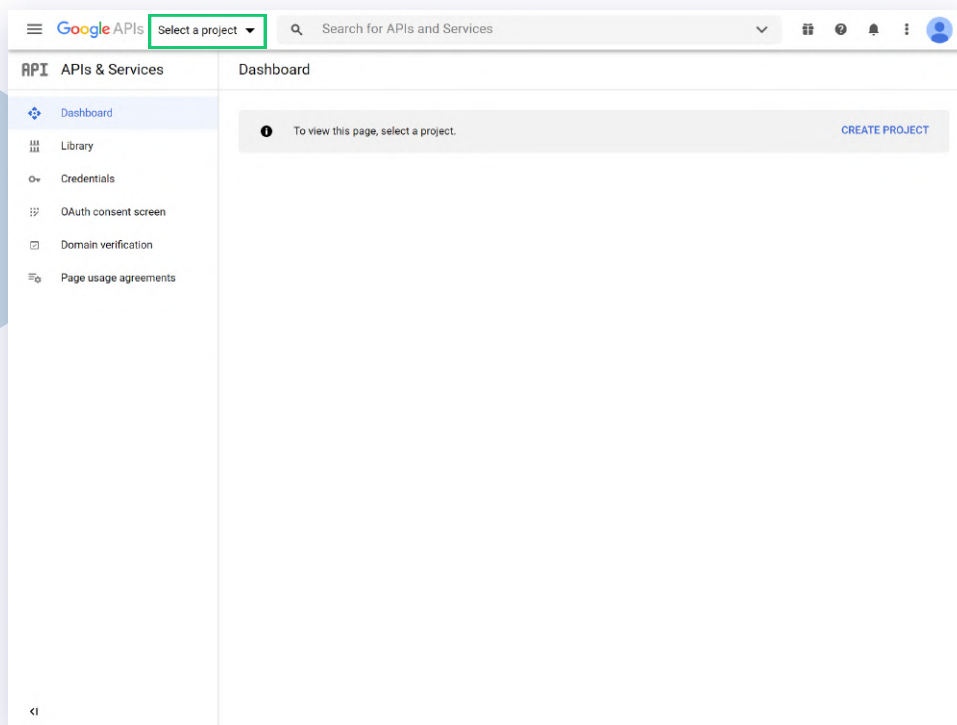 Google APIs Select a project Search for APIs and Services
API APIs & Services
Dashboard
Dashboard
Library
Credentials
OAuth consent screen
Domain verification
Page usage agreements
To view this page, select a project. CREATE PROJECT